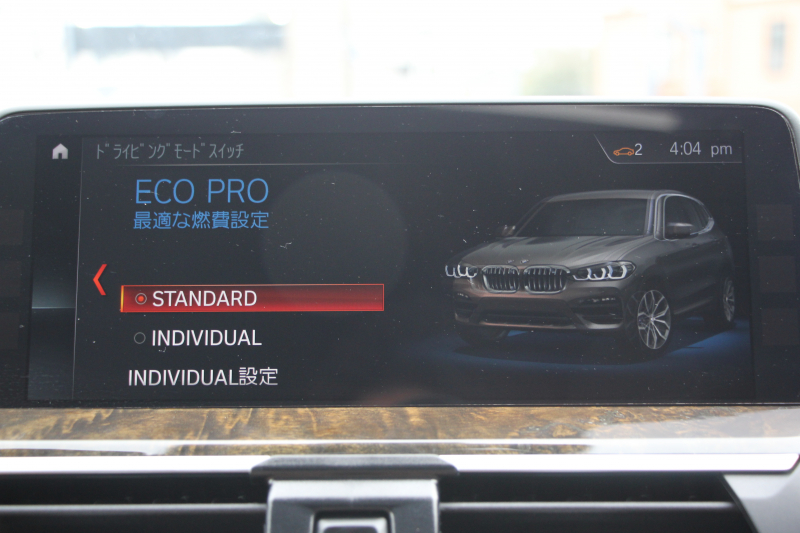 ﾄﾞﾗｲﾋﾞﾝｸﾞﾓｰﾄﾞｽｲｯﾁ
2 4:04 pm
ECO PRO
最適な燃費設定
STANDARD
INDIVIDUAL
INDIVIDUAL設定